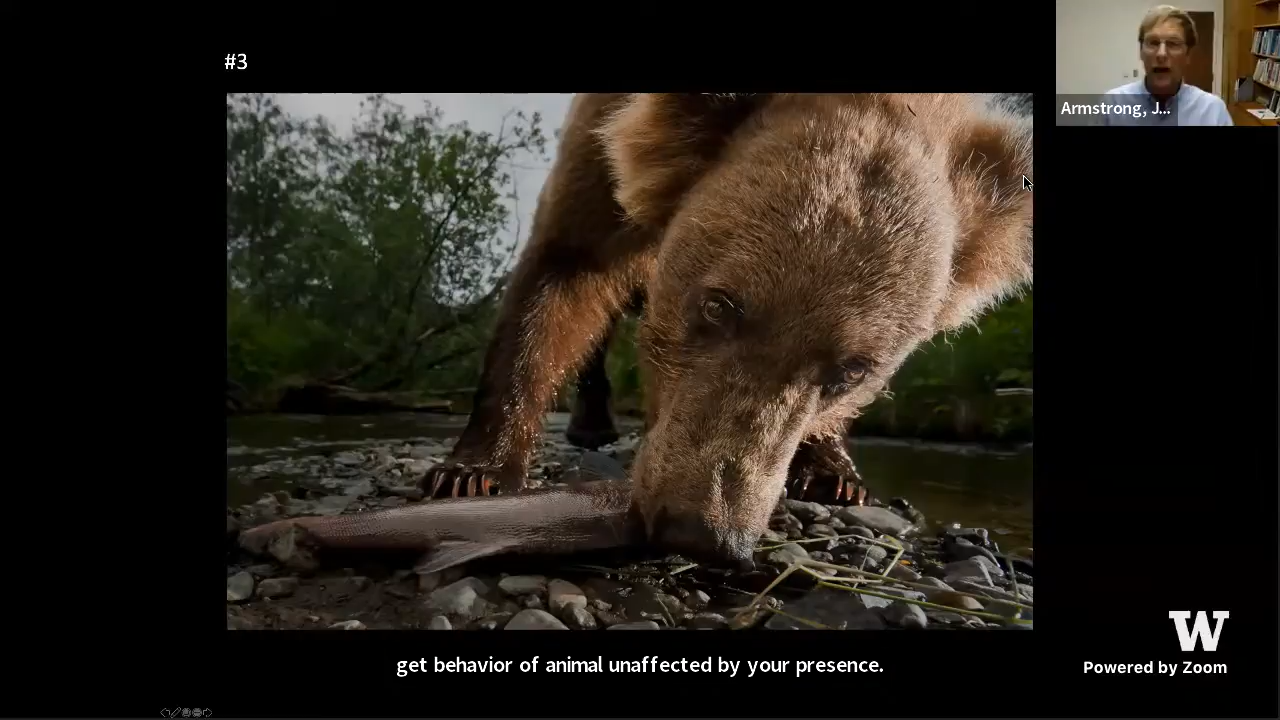 #3
Armstrong, J...
get behavior of animal unaffected by your presence.
W
Powered by Zoom